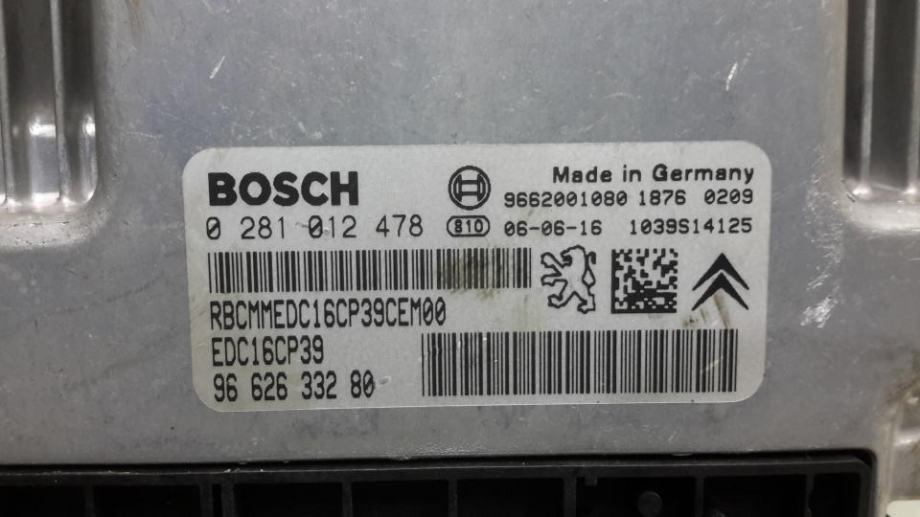 BOSCH
Made in Germany
9662001080 1876 0209
0 281 012 478
810
06-06-16 1039S14125
RBCMMEDC16CP39CEM00
EDC16CP39
96 626 332 80